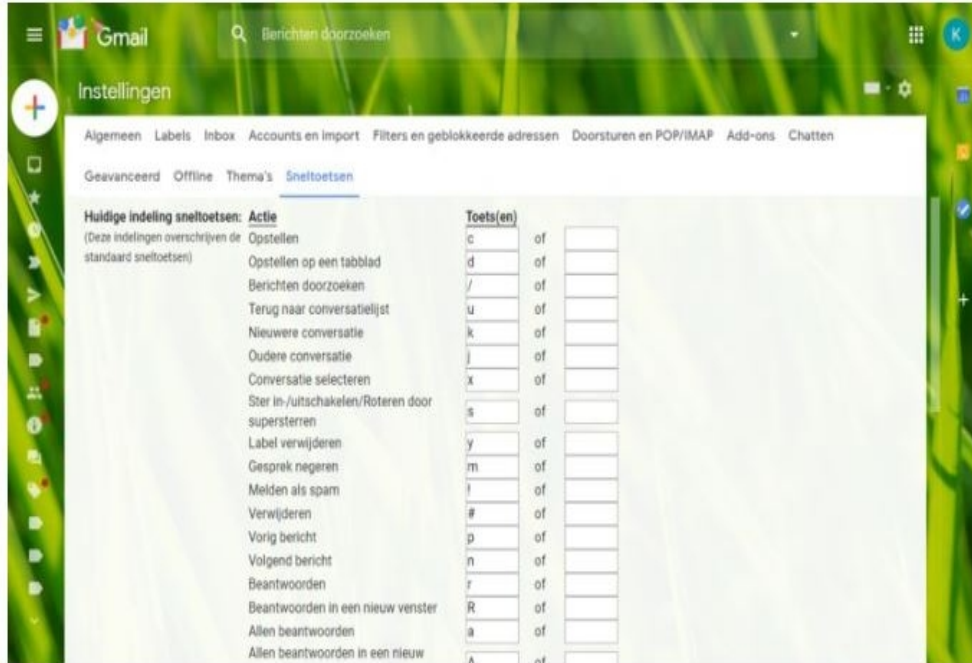 Gmail
Berichten doorzoeken
K
Instellingen
Algemeen Labels Inbox Accounts en import Filters en geblokkeerde adressen Doorsturen en POP/IMAP Add-ons Chatten
Geavanceerd Offline Thema's Sneltoetsen
Huidige indeling sneltoetsen: Actie Toets(en)
(Deze indelingen overschrijven de
standaard sneltoetsen)
Opstellen c of
Opstellen op een tabblad d of
Berichten doorzoeken / of
Terug naar conversatielijst u of
Nieuwere conversatie k of
Oudere conversatie j of
Conversatie selecteren x of
Ster in-/uitschakelen/Roteren door
supersterren s of
Label verwijderen y of
Gesprek negeren m of
Melden als spam ! of
Verwijderen # of
Vorig bericht p of
Volgend bericht n of
Beantwoorden r of
Beantwoorden in een nieuw venster R of
Allen beantwoorden a of
Allen beantwoorden in een nieuw A of